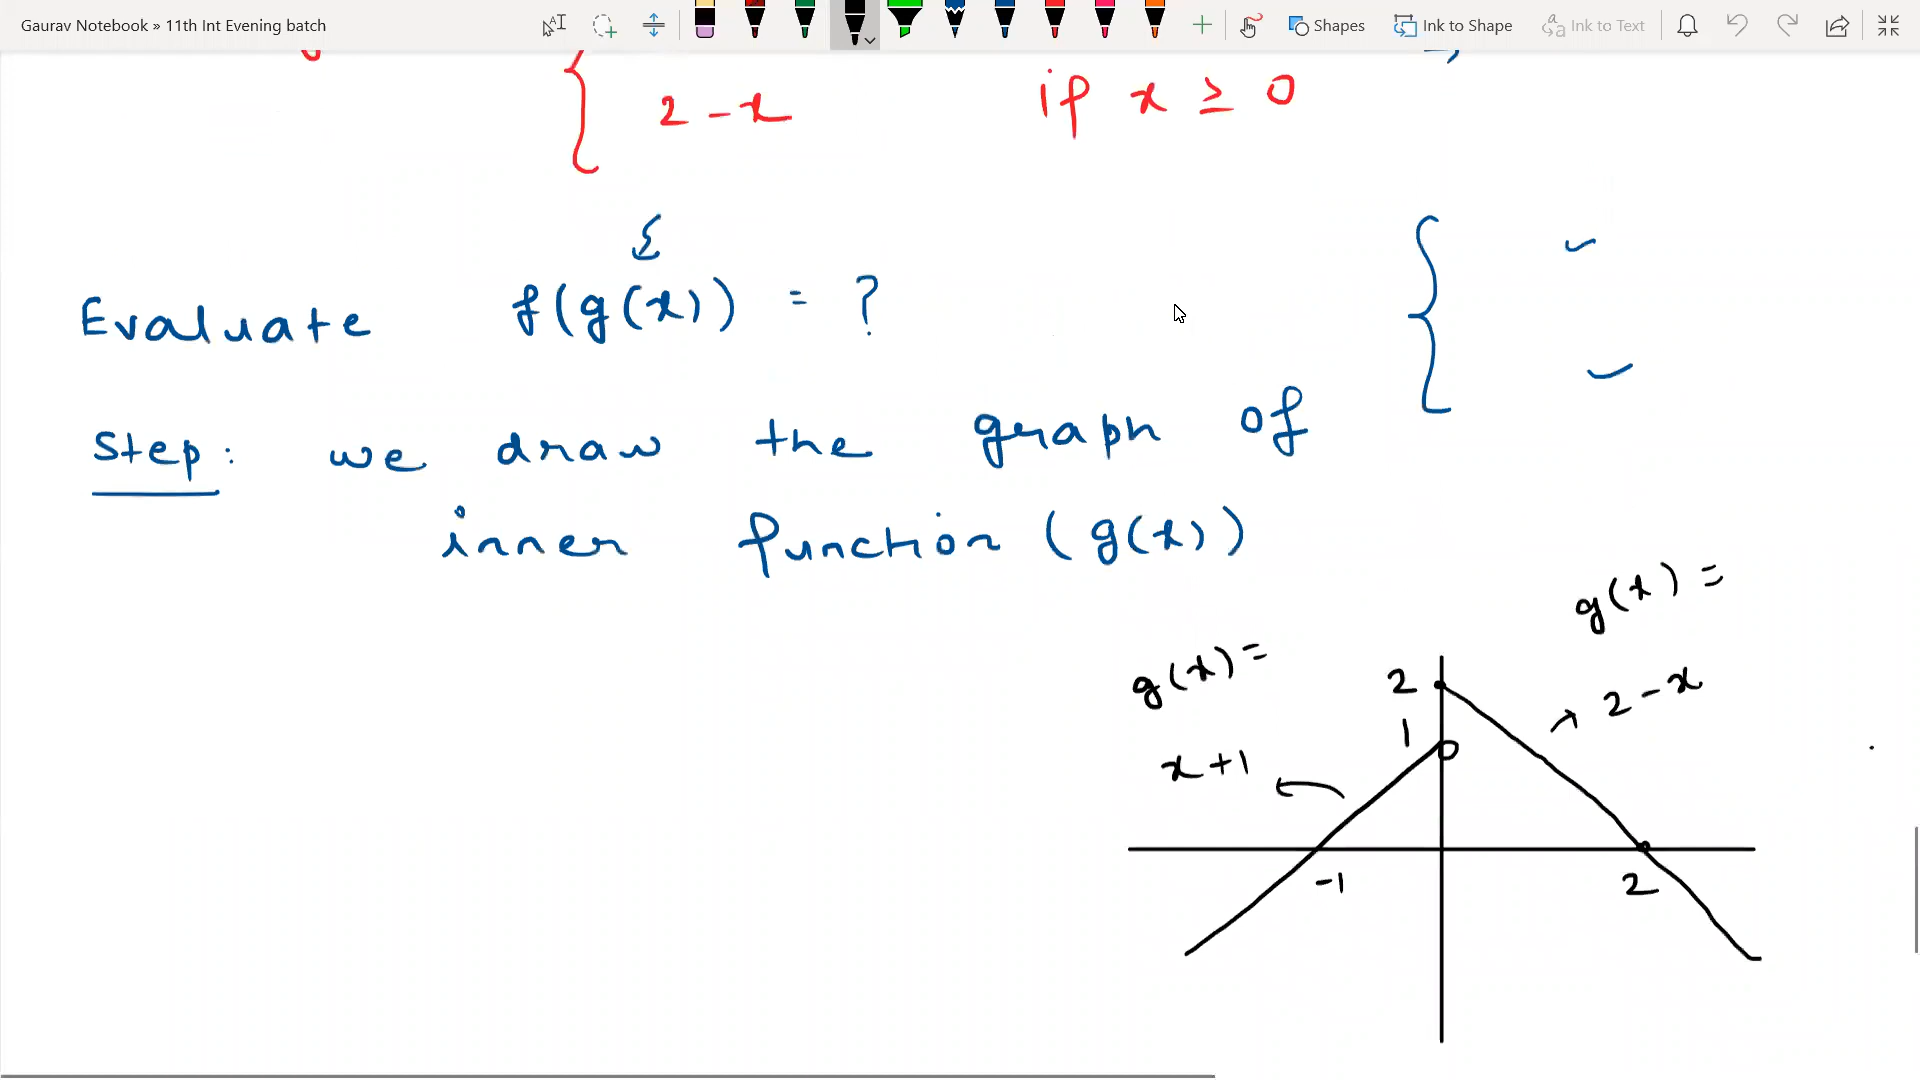 Gaurav Notebook » 11th Int Evening batch
Shapes
Ink to Shape
Ink to Text
2 - x if x ≥ 0
Evaluate f(g(x)) = ?
Step: we draw the graph of
inner function (g(x))
g(x) =
g(x) =
2
2 - x
1
x+1
-1
2